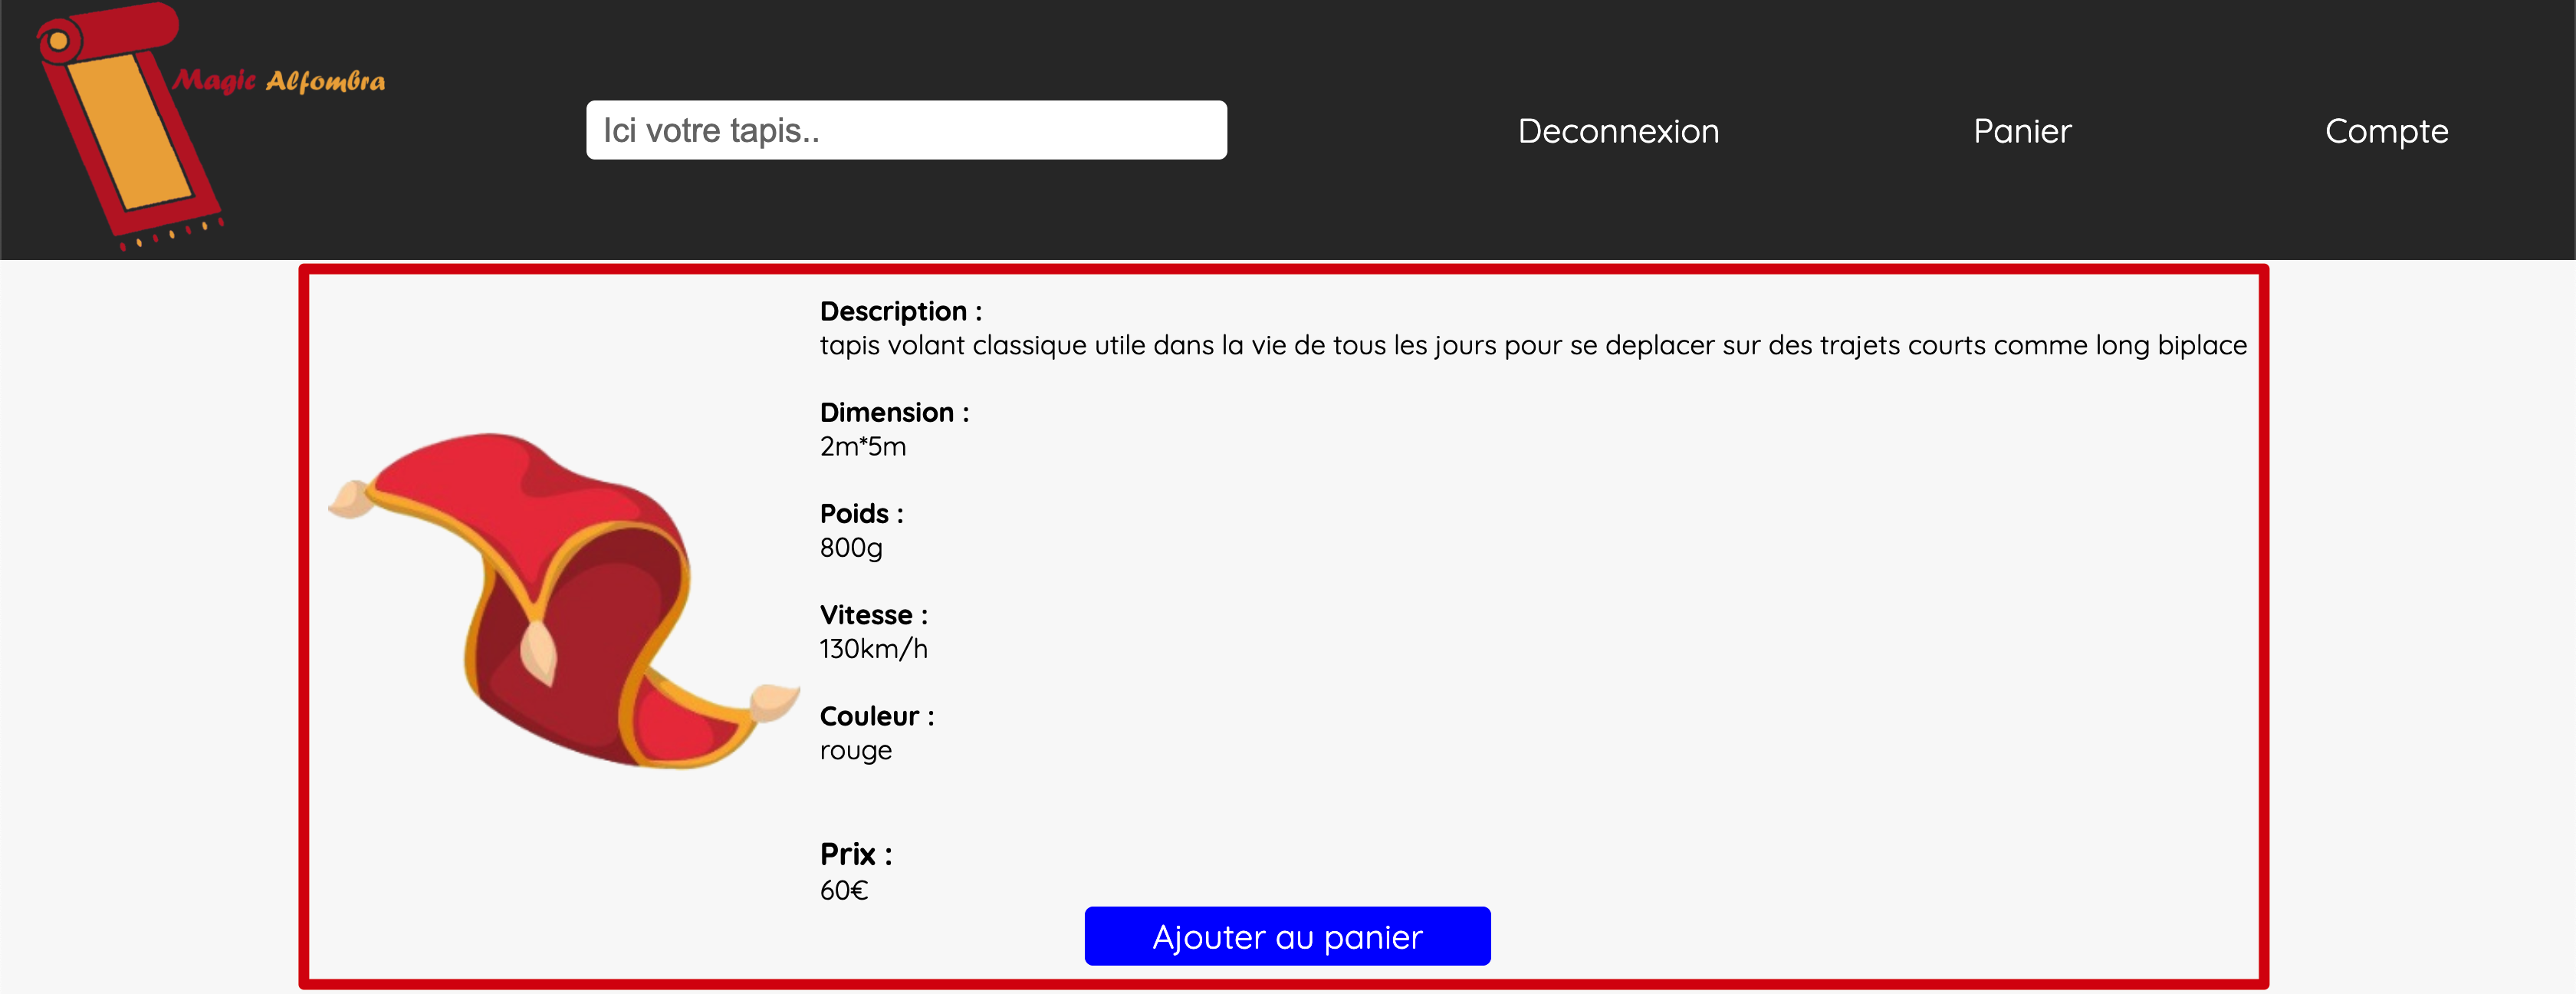 Magic Alfombra
Ici votre tapis..
Deconnexion
Panier
Compte
Description :
tapis volant classique utile dans la vie de tous les jours pour se deplacer sur des trajets courts comme long biplace
Dimension :
2m*5m
Poids :
800g
Vitesse :
130km/h
Couleur :
rouge
Prix :
60€
Ajouter au panier